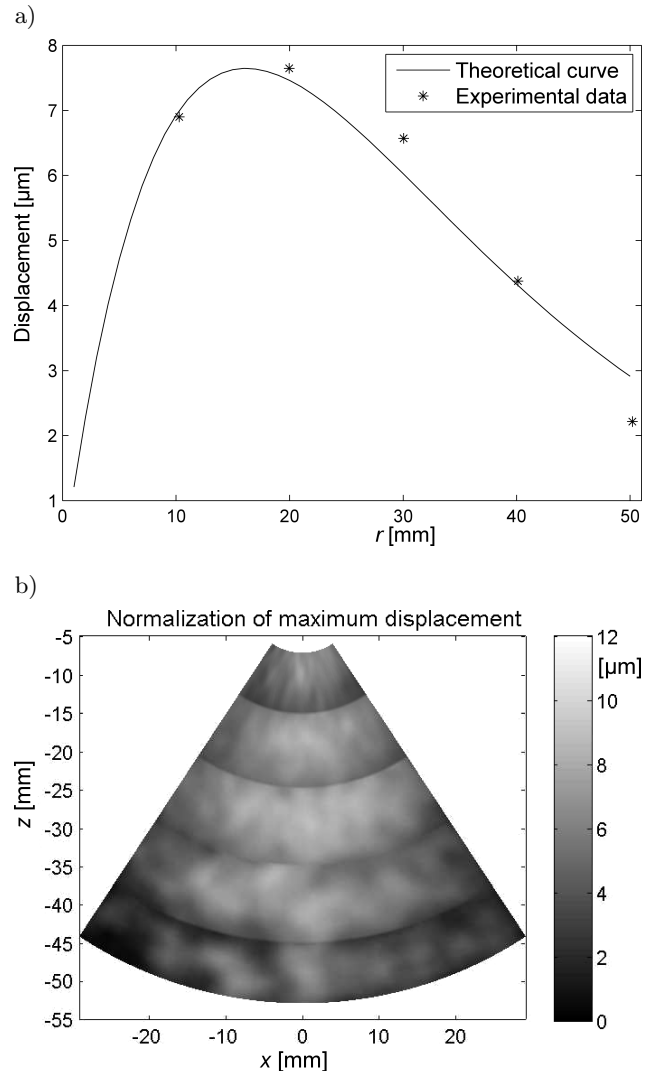 a)
8
7
6
5
4
3
2
1
Displacement [µm]
Theoretical curve
Experimental data
0 10 20 30 40 50
r [mm]
b)
Normalization of maximum displacement
-5
-10
-15
-20
-25
-30
-35
-40
-45
-50
-55
z [mm]
-20 -10 0 10 20
x [mm]
12
[µm]
10
8
6
4
2
0